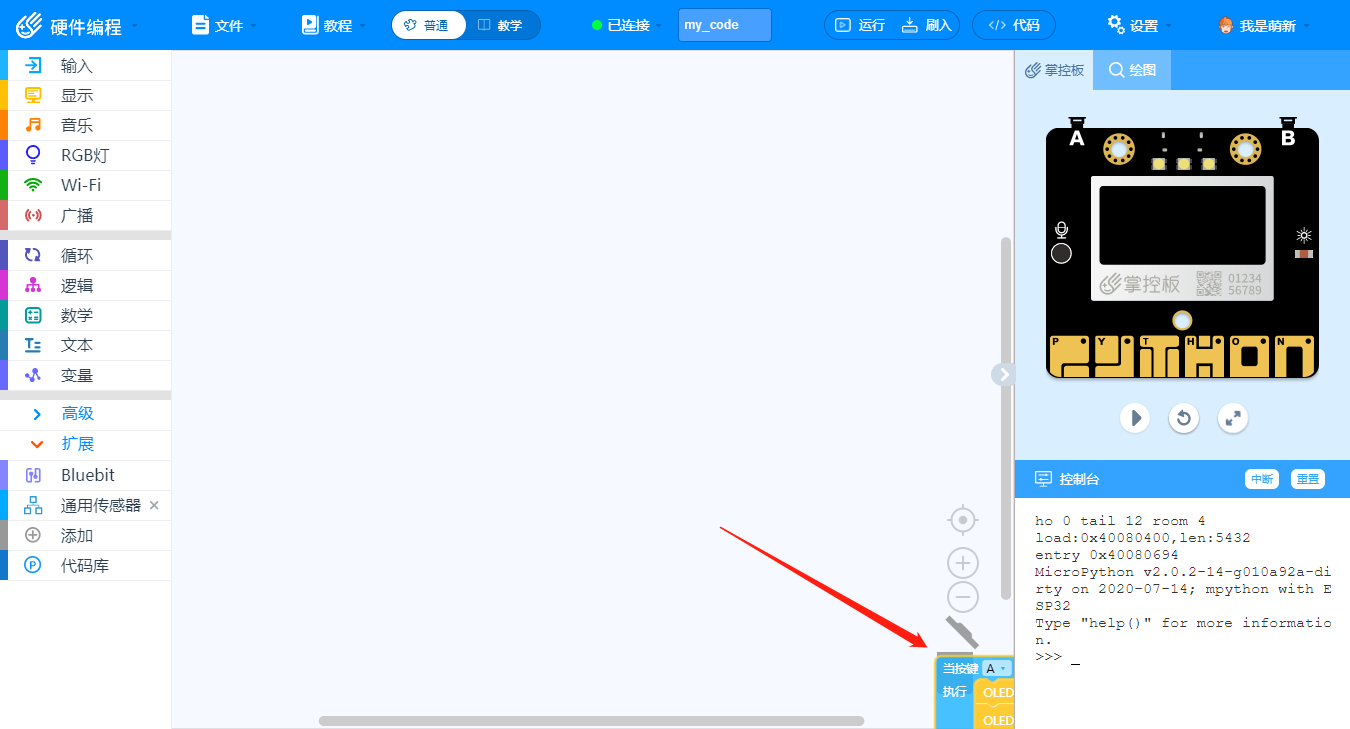 硬件编程 文件 教程 普通 教学 已连接 my_code 运行 刷入 代码 设置 我是萌新
输入
显示
音乐
RGB灯
Wi-Fi
广播
循环
逻辑
数学
文本
变量
高级
扩展
Bluebit
通用传感器
添加
代码库
当按键 A
执行 OLED
OLED
掌控板 绘图
A B
掌控板 01234
56789
P Y T H O N
控制台 中断 重置
ho 0 tail 12 room 4
load:0x40080400,len:5432
entry 0x40080694
MicroPython v2.0.2-14-g010a92a-di
rty on 2020-07-14; mpython with E
SP32
Type "help()" for more informatio
n.
>>> _